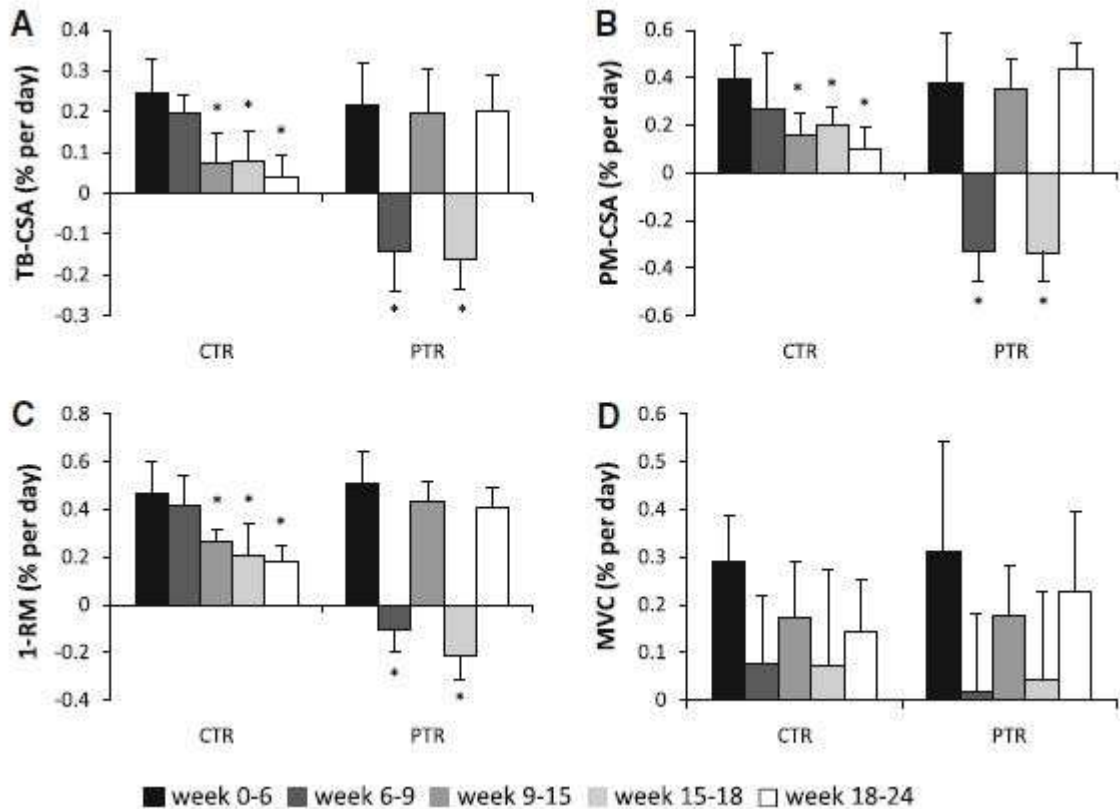 A
TB-CSA (% per day)
0.4
0.3
0.2
0.1
0
-0.1
-0.2
-0.3
* + *
+ +
CTR PTR
B
PM-CSA (% per day)
0.6
0.4
0.2
0
-0.2
-0.4
-0.6
* * *
* *
CTR PTR
C
1-RM (% per day)
0.8
0.6
0.4
0.2
0
-0.2
-0.4
* * *
* *
CTR PTR
D
MVC (% per day)
0.6
0.5
0.4
0.3
0.2
0.1
0
CTR PTR
week 0-6 week 6-9 week 9-15 week 15-18 week 18-24